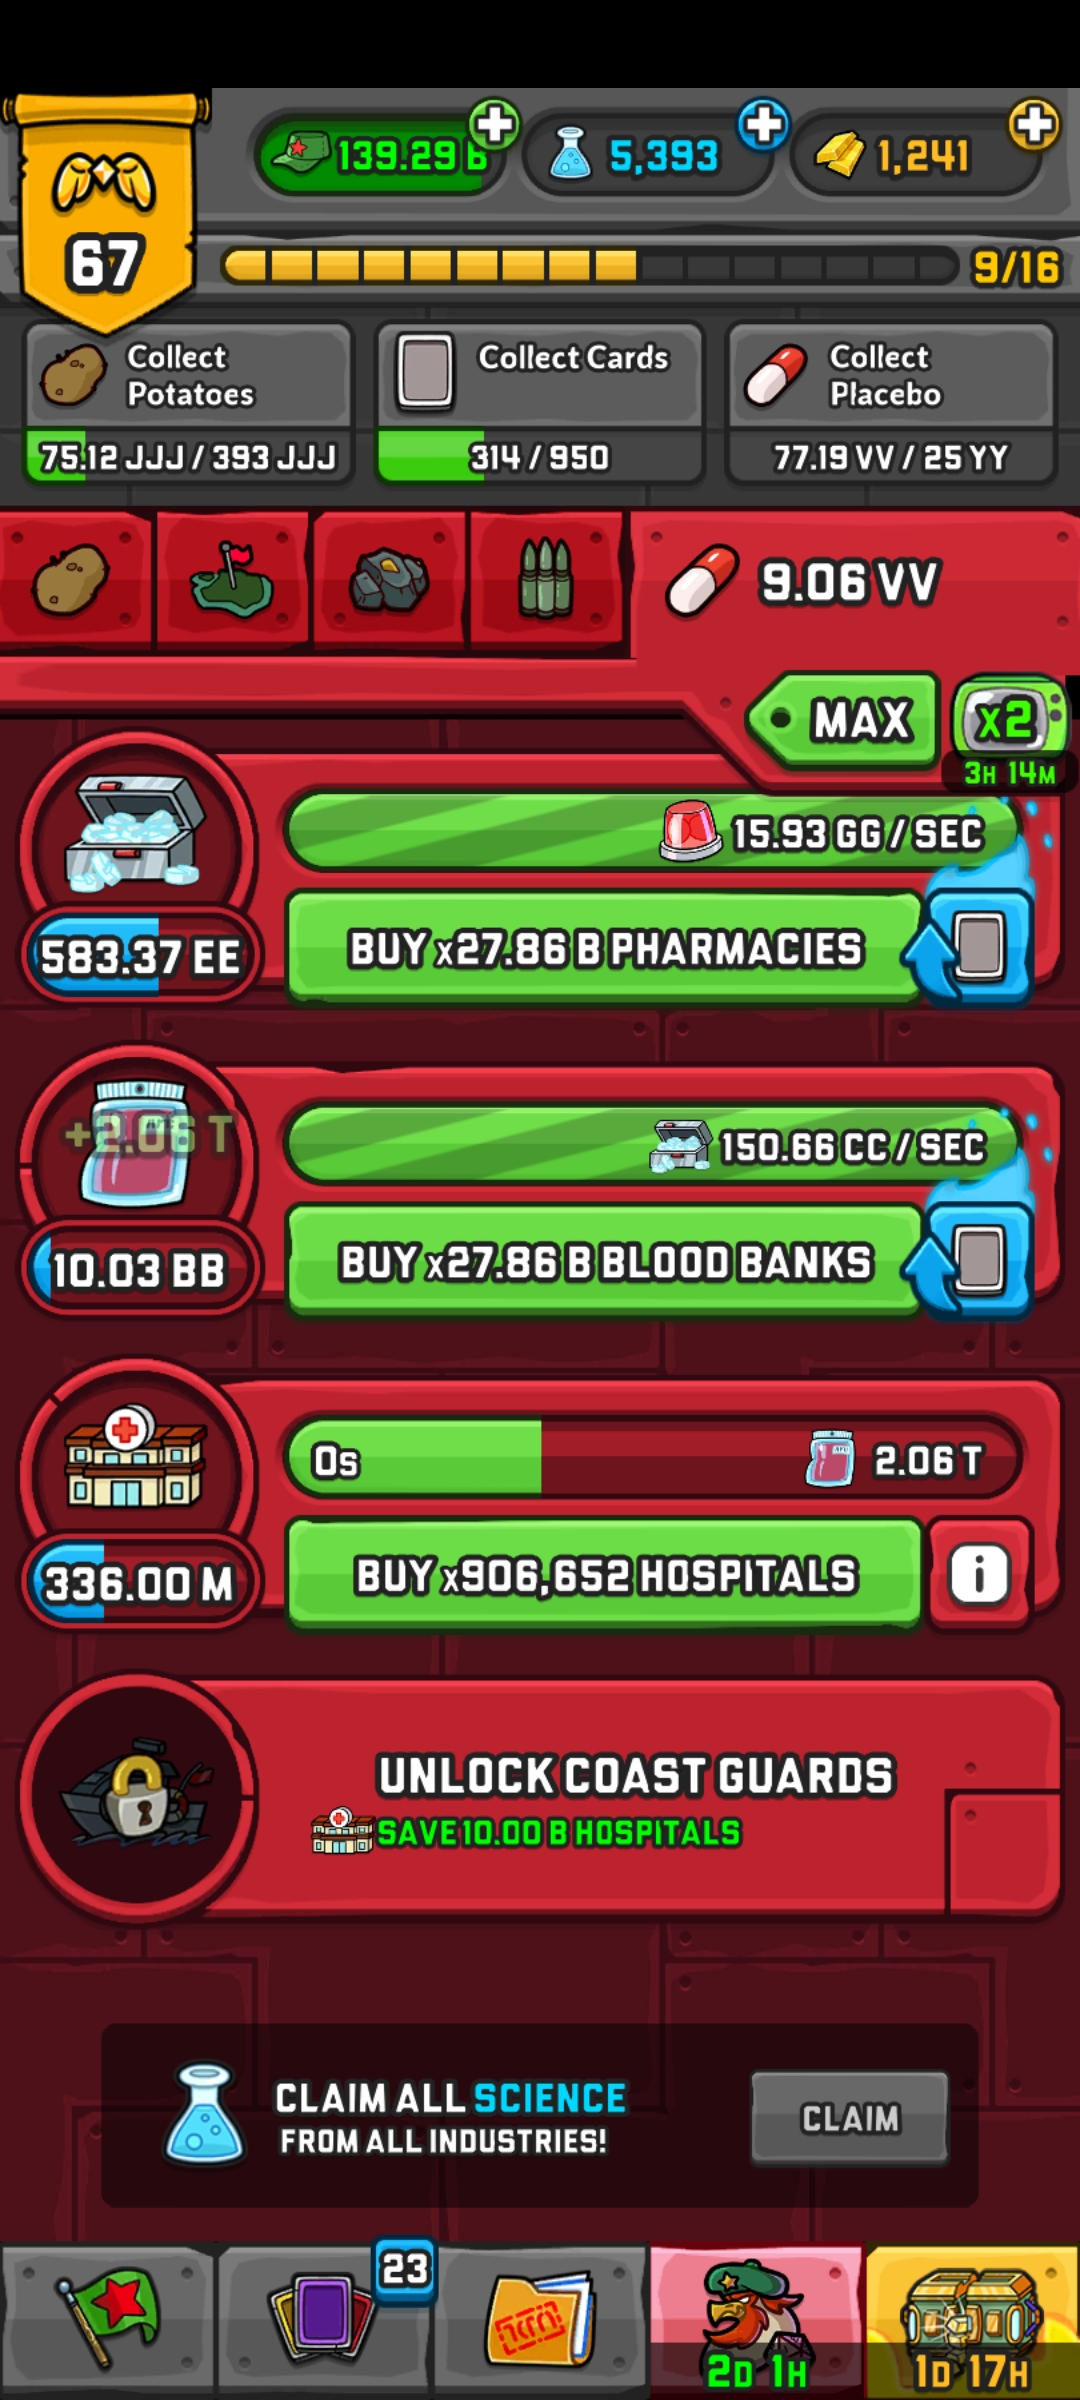 139.29 B
5,393
1,241
67
9/16
Collect
Potatoes
75.12 JJJ / 393 JJJ
Collect Cards
314 / 950
Collect
Placebo
77.19 VV / 25 YY
9.06 VV
MAX
x2
3H 14M
15.93 GG / SEC
583.37 EE
BUY x27.86 B PHARMACIES
+2.06 T
150.66 CC / SEC
10.03 BB
BUY x27.86 B BLOOD BANKS
0s
2.06 T
336.00 M
BUY x906,652 HOSPITALS
i
UNLOCK COAST GUARDS
SAVE 10.00 B HOSPITALS
CLAIM ALL SCIENCE
FROM ALL INDUSTRIES!
CLAIM
23
2D 1H
1D 17H